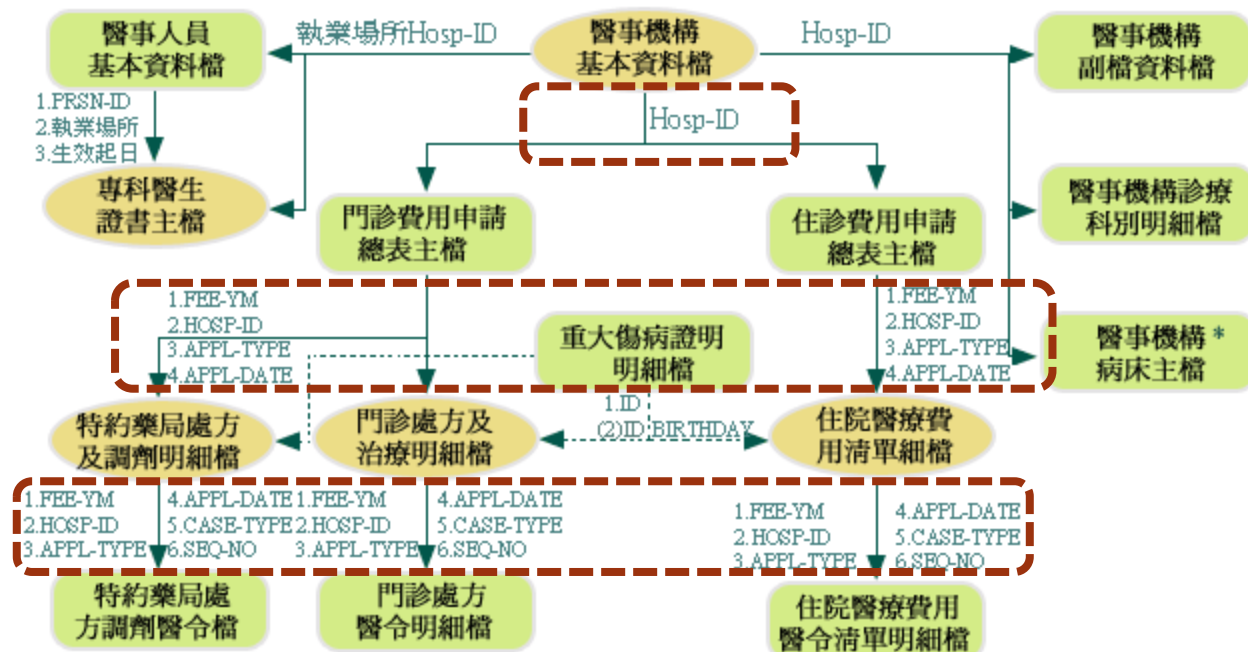 醫事人員
基本資料檔
執業場所Hosp-ID
醫事機構
基本資料檔
Hosp-ID
醫事機構
副檔資料檔
1.PRSN-ID
2.執業場所
3.生效起日
Hosp-ID
專科醫生
證書主檔
門診費用申請
總表主檔
住診費用申請
總表主檔
醫事機構診療
科別明細檔
1.FEE-YM
2.HOSP-ID
3.APPL-TYPE
4.APPL-DATE
重大傷病證明
明細檔
1.FEE-YM
2.HOSP-ID
3.APPL-TYPE
4.APPL-DATE
醫事機構 *
病床主檔
特約藥局處方
及調劑明細檔
門診處方及
治療明細檔
1.ID
(2)ID BIRTHDAY
住院醫療費
用清單細檔
1.FEE-YM
2.HOSP-ID
3.APPL-TYPE
4.APPL-DATE
5.CASE-TYPE
6.SEQ-NO
1.FEE-YM
2.HOSP-ID
3.APPL-TYPE
4.APPL-DATE
5.CASE-TYPE
6.SEQ-NO
1.FEE-YM
2.HOSP-ID
3.APPL-TYPE
4.APPL-DATE
5.CASE-TYPE
6.SEQ-NO
特約藥局處
方調劑醫令檔
門診處方
醫令明細檔
住院醫療費用
醫令清單明細檔